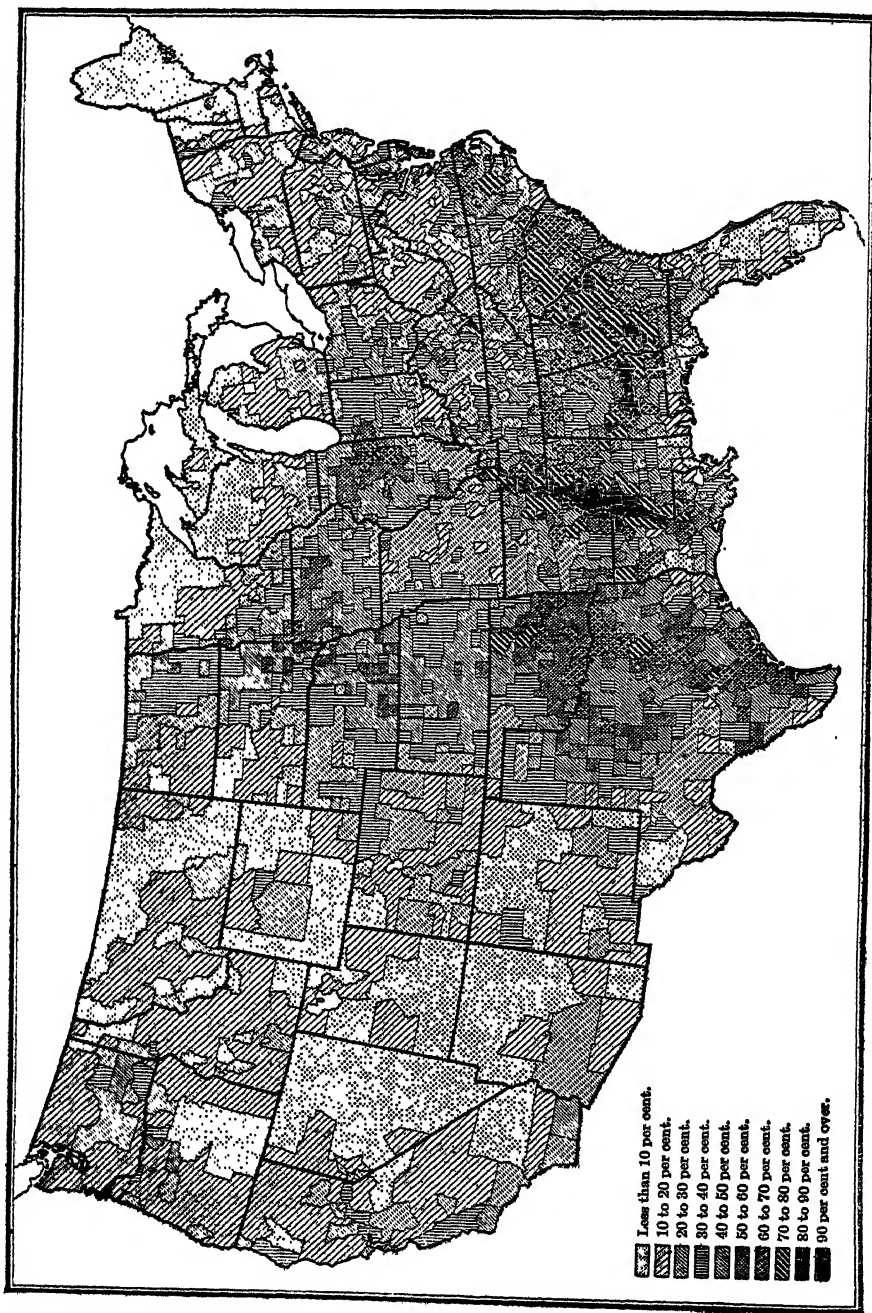 Less than 10 per cent.
10 to 20 per cent.
20 to 30 per cent.
30 to 40 per cent.
40 to 50 per cent.
50 to 60 per cent.
60 to 70 per cent.
70 to 80 per cent.
80 to 90 per cent.
90 per cent and over.